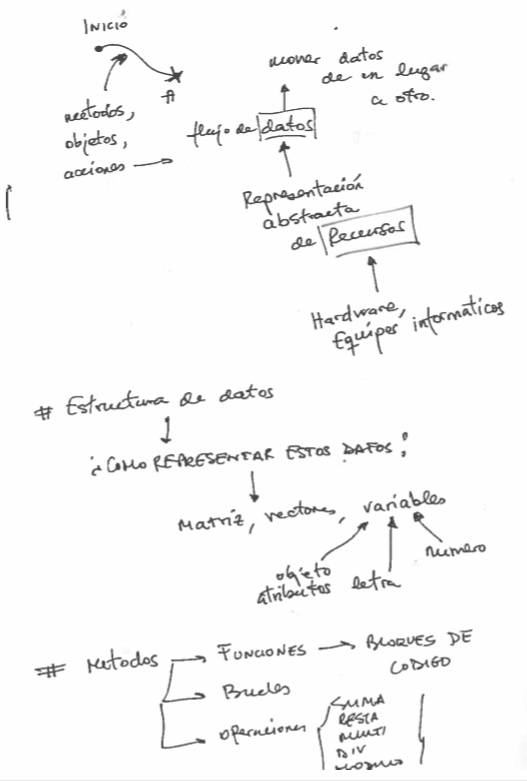 INICIO
A
métodos,
objetos,
acciones
flujo de datos
mover datos
de un lugar
a otro.
Representación
abstracta
de Recursos
Hardware,
Equipos informáticos
# Estructura de datos
¿COMO REPRESENTAR ESTOS DATOS?
Matriz, vectores, variables
objeto
atributos
letra
numero
# Metodos
FUNCIONES
BLOQUES DE
CODIGO
Bucles
operaciones
SUMA
RESTA
MULTI
DIV
MODULO